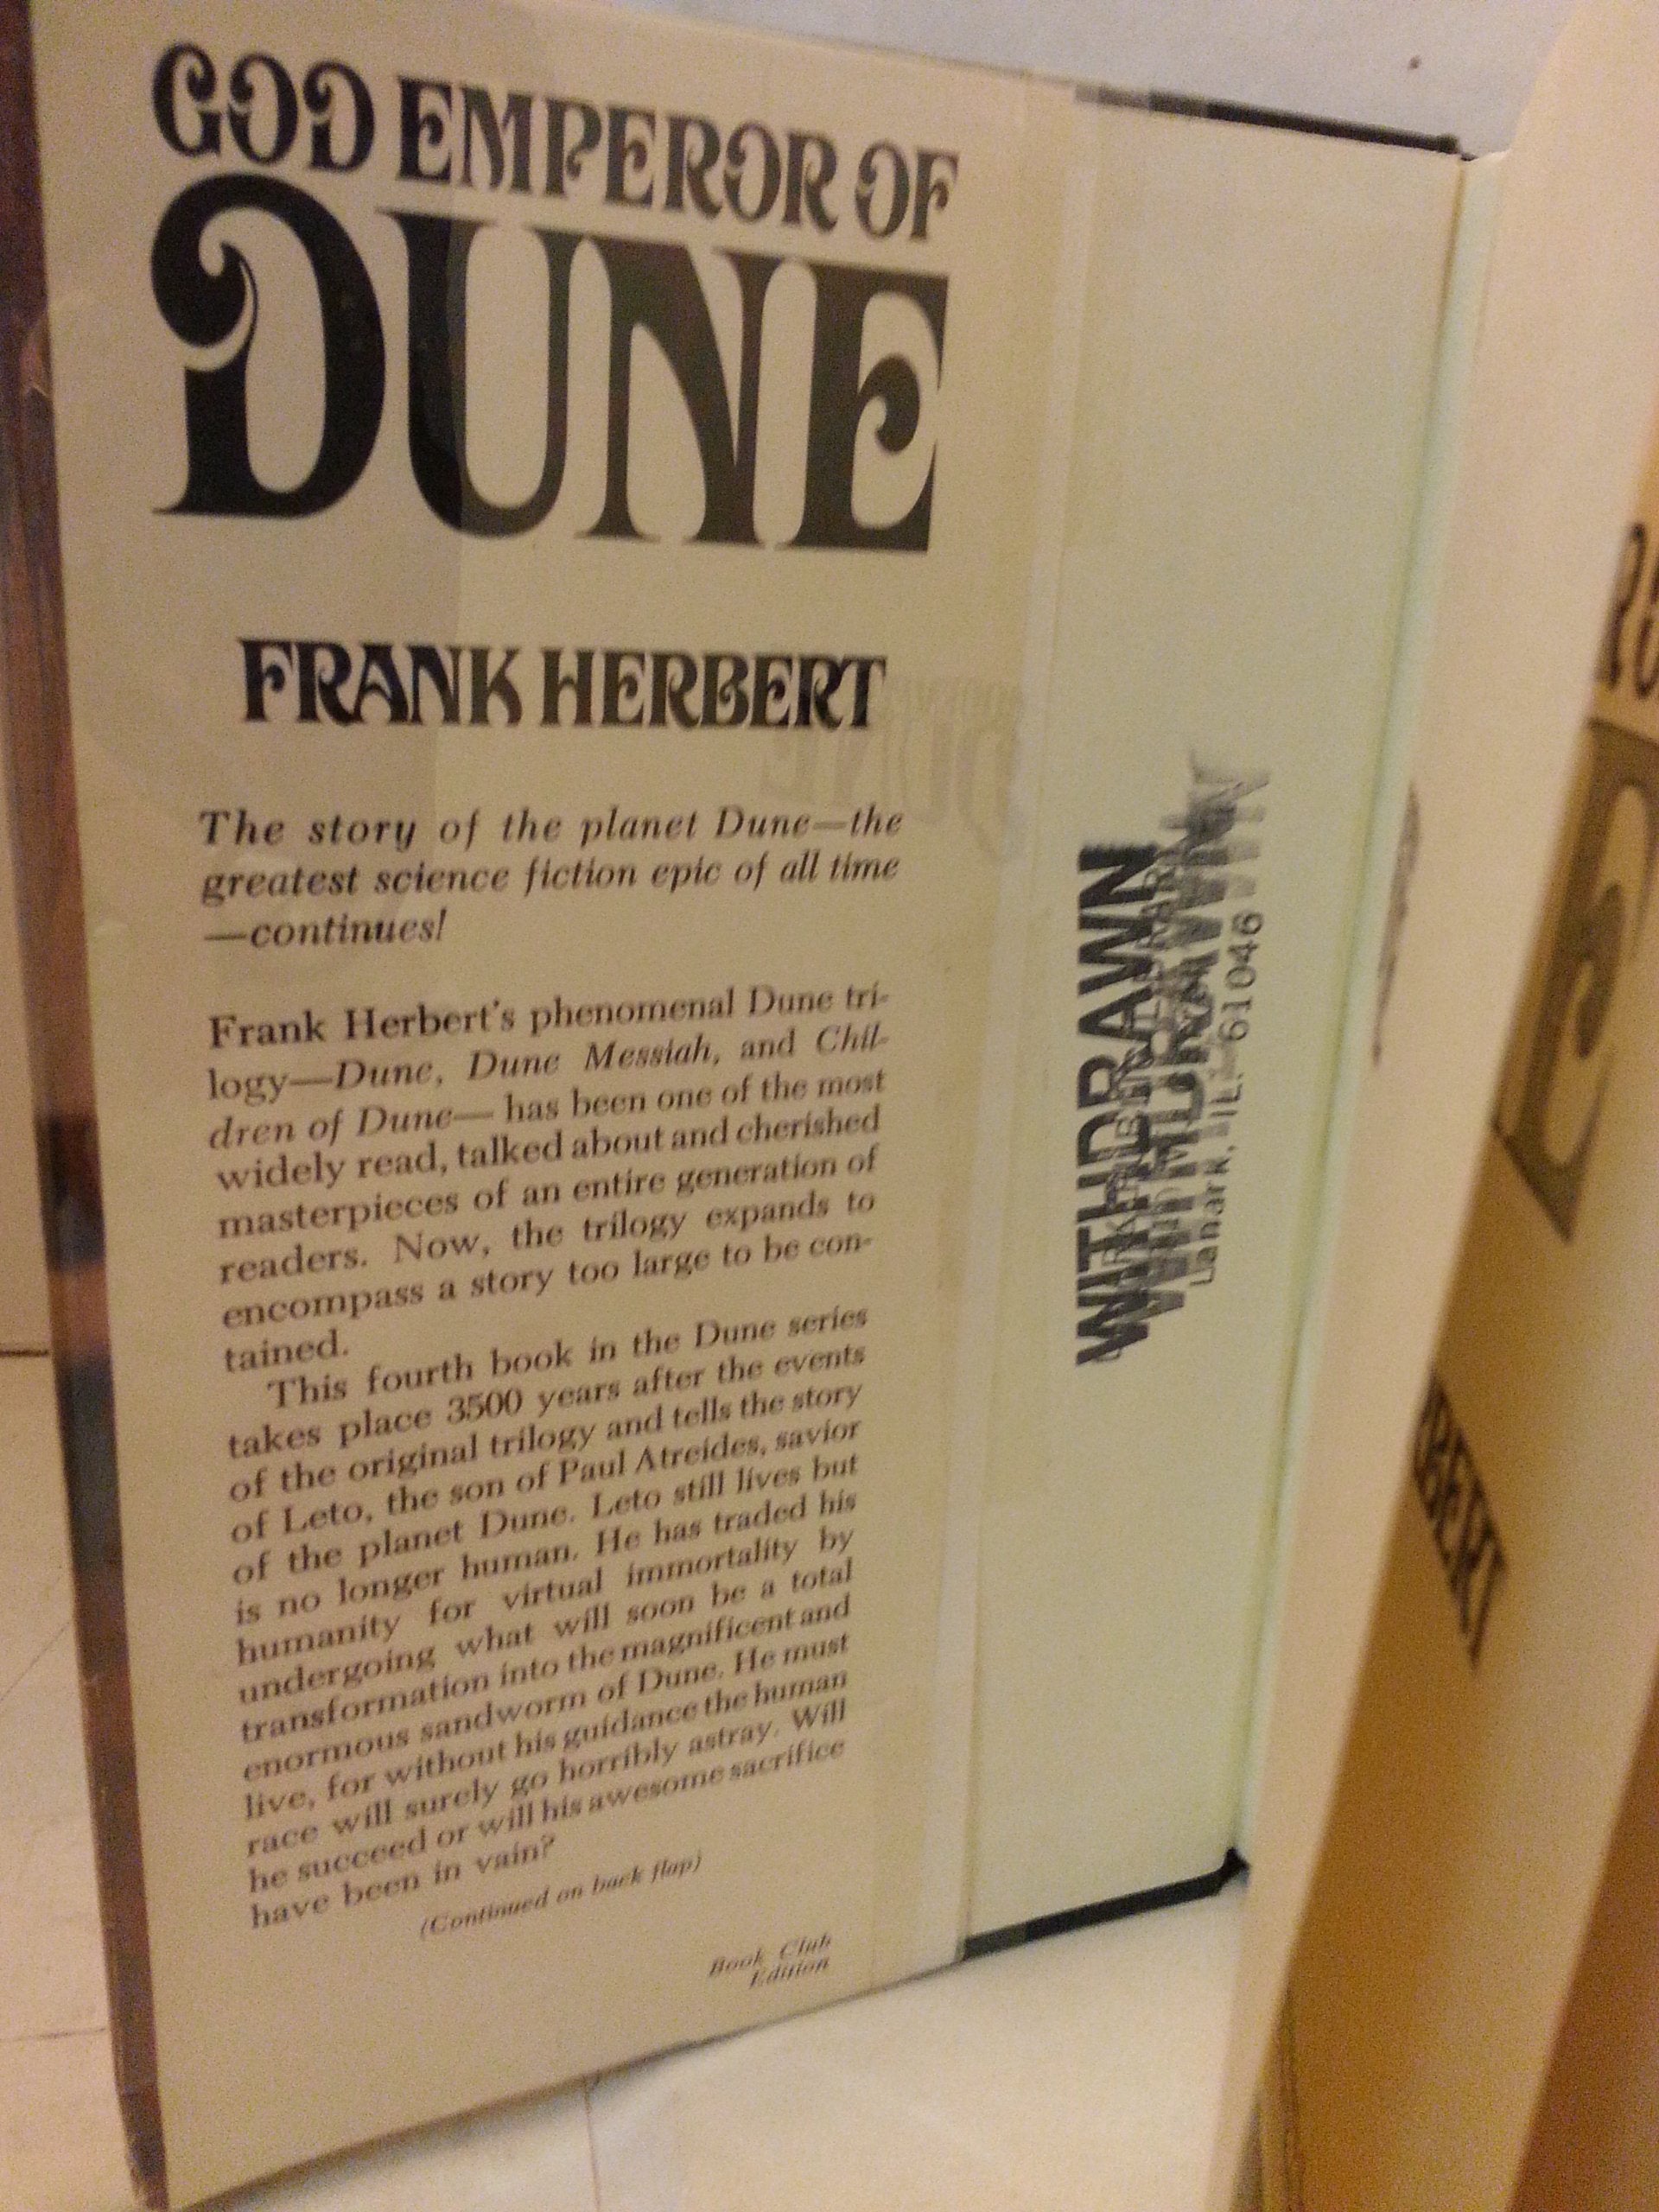 GOD EMPEROR OF
DUNE
FRANK HERBERT
The story of the planet Dune—the
greatest science fiction epic of all time
—continues!
Frank Herbert's phenomenal Dune tri-
logy—Dune, Dune Messiah, and Chil-
dren of Dune— has been one of the most
widely read, talked about and cherished
masterpieces of an entire generation of
readers. Now, the trilogy expands to
encompass a story too large to be con-
tained.
This fourth book in the Dune series
takes place 3500 years after the events
of the original trilogy and tells the story
of Leto, the son of Paul Atreides, savior
of the planet Dune. Leto still lives but
is no longer human. He has traded his
humanity for virtual immortality by
undergoing what will soon be a total
transformation into the magnificent and
enormous sandworm of Dune. He must
live, for without his guidance the human
race will surely go horribly astray. Will
he succeed or will his awesome sacrifice
have been in vain?
(Continued on back flap)
Book Club
Edition
WITHDRAWN
WITHDRAWN
Lanark, IL. 61046